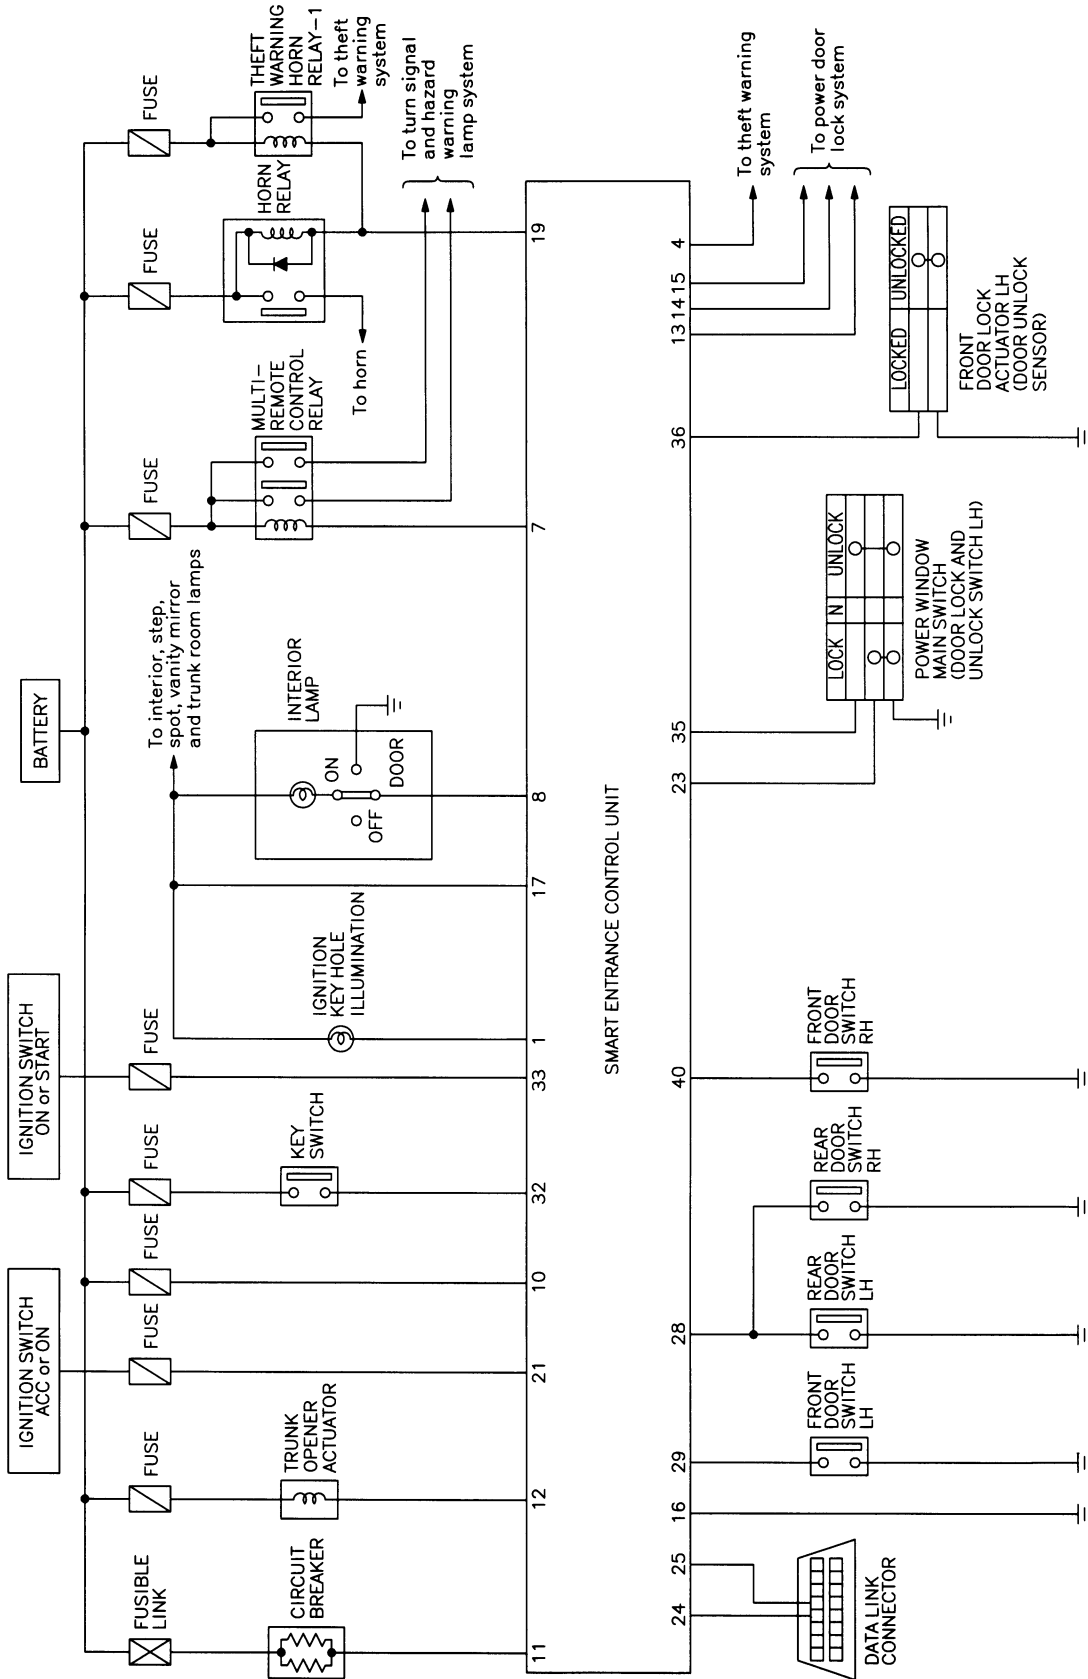 BATTERY
IGNITION SWITCH
ACC or ON
IGNITION SWITCH
ON or START
FUSIBLE
LINK
FUSE
FUSE
FUSE
FUSE
FUSE
FUSE
FUSE
FUSE
CIRCUIT
BREAKER
TRUNK
OPENER
ACTUATOR
KEY
SWITCH
IGNITION
KEY HOLE
ILLUMINATION
To interior, step,
spot, vanity mirror
and trunk room lamps
INTERIOR
LAMP
ON
OFF
DOOR
MULTI-
REMOTE
CONTROL
RELAY
To horn
HORN
RELAY
THEFT
WARNING
HORN
RELAY-1
To theft
warning
system
To turn signal
and hazard
warning
lamp system
11
12
21
10
32
33
1
17
8
7
19
SMART ENTRANCE CONTROL UNIT
24
25
16
29
28
40
23
35
36
13
14
15
4
DATA LINK
CONNECTOR
FRONT
DOOR
SWITCH
LH
REAR
DOOR
SWITCH
LH
REAR
DOOR
SWITCH
RH
FRONT
DOOR
SWITCH
RH
LOCK N UNLOCK
POWER WINDOW
MAIN SWITCH
(DOOR LOCK AND
UNLOCK SWITCH LH)
LOCKED UNLOCKED
FRONT
DOOR LOCK
ACTUATOR LH
(DOOR UNLOCK
SENSOR)
To theft warning
system
To power door
lock system